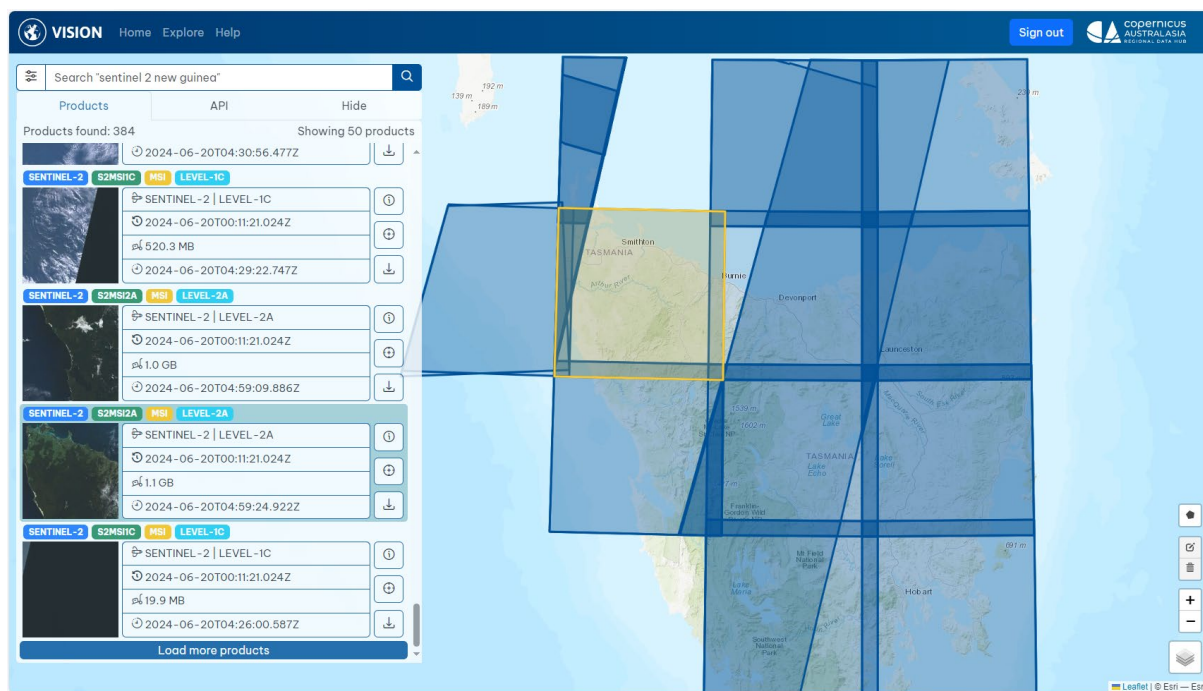 VISION Home Explore Help Sign out copernicus
AUSTRALASIA
REGIONAL DATA HUB
Search "sentinel 2 new guinea"
Products API Hide
Products found: 384 Showing 50 products
2024-06-20T04:30:56.477Z
SENTINEL-2 S2MSI1C MSI LEVEL-1C
SENTINEL-2 | LEVEL-1C
2024-06-20T00:11:21.024Z
520.3 MB
2024-06-20T04:29:22.747Z
SENTINEL-2 S2MSI2A MSI LEVEL-2A
SENTINEL-2 | LEVEL-2A
2024-06-20T00:11:21.024Z
1.0 GB
2024-06-20T04:59:09.886Z
SENTINEL-2 S2MSI2A MSI LEVEL-2A
SENTINEL-2 | LEVEL-2A
2024-06-20T00:11:21.024Z
1.1 GB
2024-06-20T04:59:24.922Z
SENTINEL-2 S2MSI1C MSI LEVEL-1C
SENTINEL-2 | LEVEL-1C
2024-06-20T00:11:21.024Z
19.9 MB
2024-06-20T04:26:00.587Z
Load more products
192 m
139 m
189 m
Smithton
TASMANIA
Arthur River
Burnie
Devonport
Launceston
Great
Lake
TASMANIA
Lake
Echo
Mt Field
National
Park
691 m
Hobart
Southwest
National
Park
+
−
Leaflet | © Esri — Esr